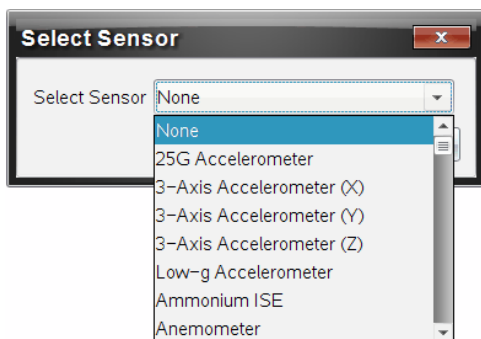 Select Sensor
x
Select Sensor None
None
25G Accelerometer
3-Axis Accelerometer (X)
3-Axis Accelerometer (Y)
3-Axis Accelerometer (Z)
Low-g Accelerometer
Ammonium ISE
Anemometer